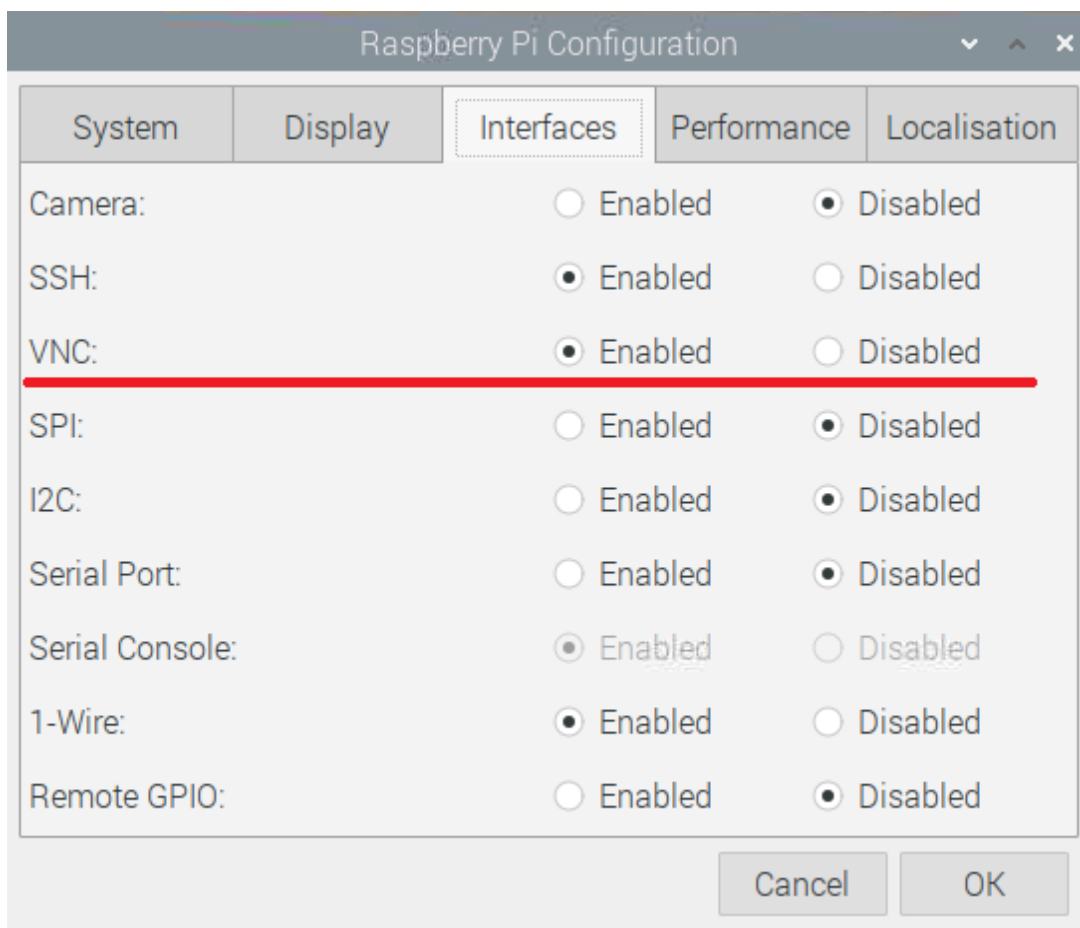 Raspberry Pi Configuration
System Display Interfaces Performance Localisation
Camera: Enabled Disabled
SSH: Enabled Disabled
VNC: Enabled Disabled
SPI: Enabled Disabled
I2C: Enabled Disabled
Serial Port: Enabled Disabled
Serial Console: Enabled Disabled
1-Wire: Enabled Disabled
Remote GPIO: Enabled Disabled
Cancel OK